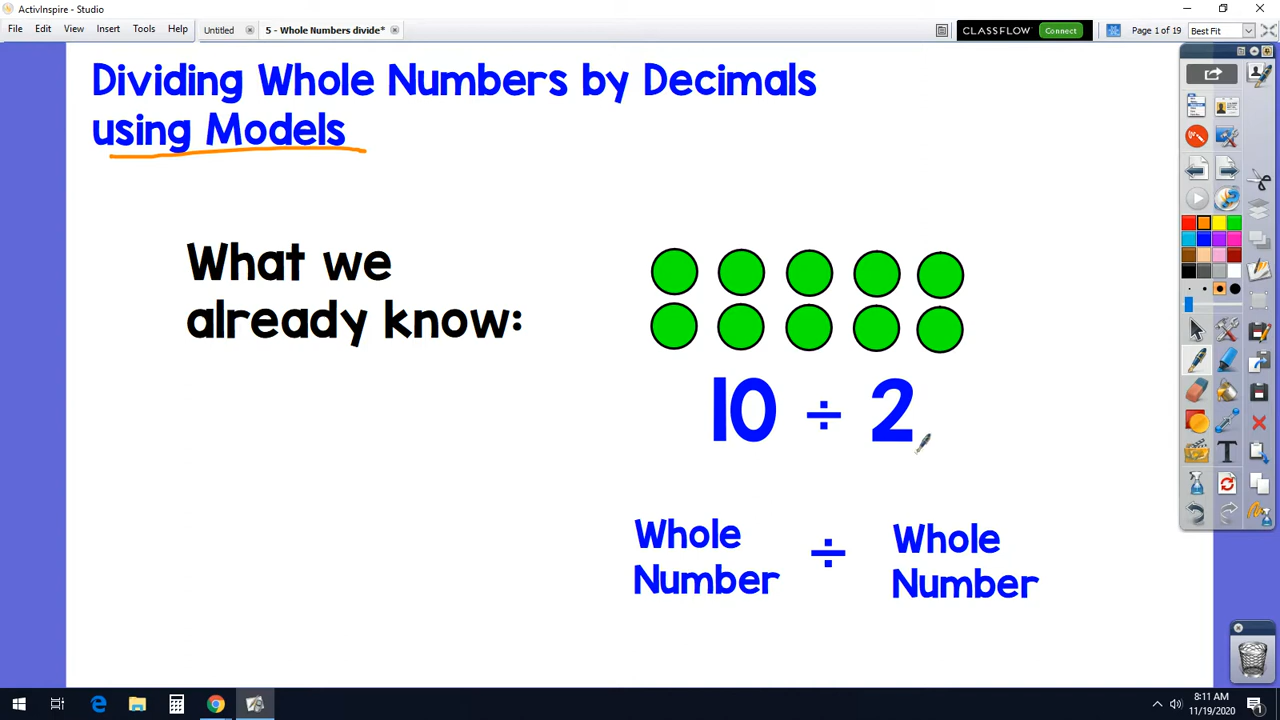 ActivInspire - Studio
File Edit View Insert Tools Help
Untitled
5 - Whole Numbers divide*
CLASSFLOW Connect
Page 1 of 19
Best Fit
Dividing Whole Numbers by Decimals
using Models
What we
already know:
10 ÷ 2
Whole
Number
÷
Whole
Number
8:11 AM
11/19/2020
1